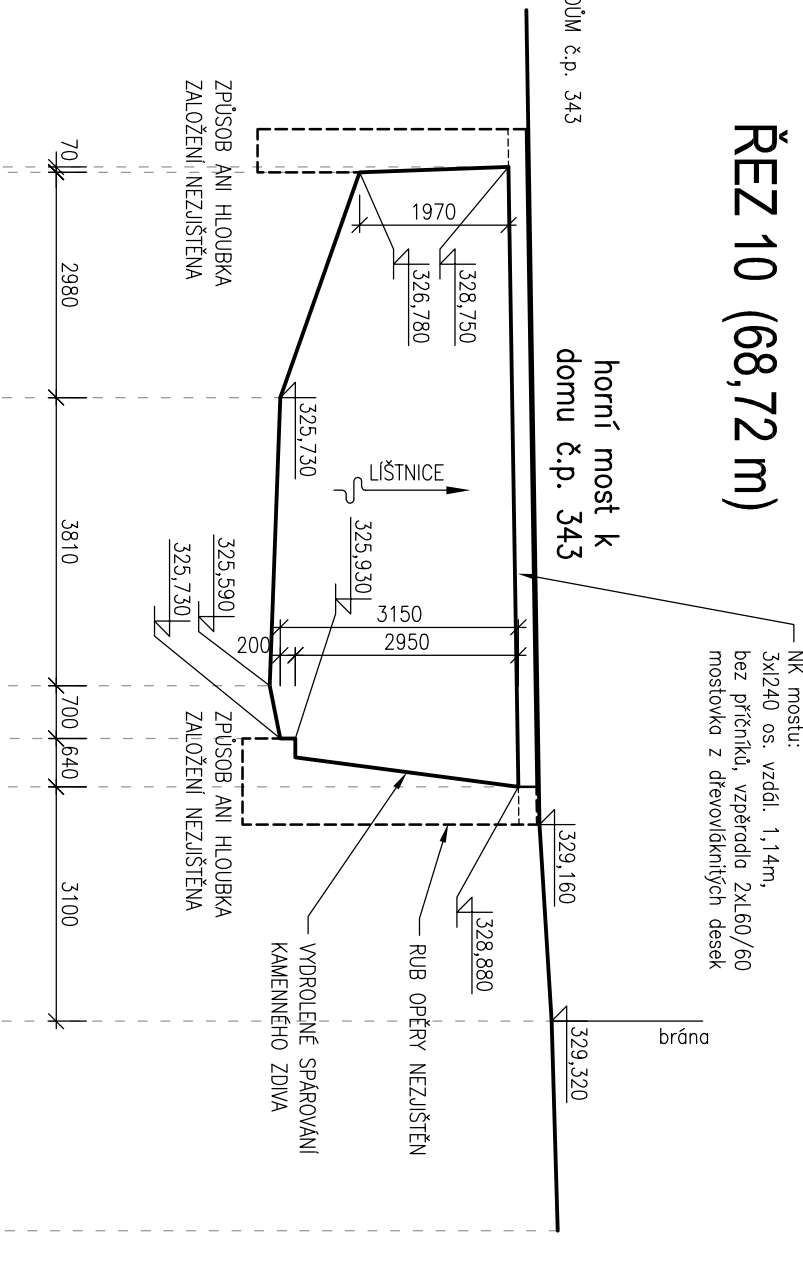 ŘEZ 10 (68,72 m)
NK mostu:
3xI240 os. vzdál. 1,14m,
bez příčníků, vzpěradla 2xL60/60
mostovka z dřevovláknitých desek
DŮM č.p. 343
horní most k
domu č.p. 343
brána
329,320
329,160
328,880
328,750
326,780
1970
325,730
LÍŠTNICE
325,930
3150
2950
200
325,590
325,730
RUB OPĚRY NEZJIŠTĚN
VYDROLENÉ SPÁROVÁNÍ
KAMENNÉHO ZDIVA
ZPŮSOB ANI HLOUBKA
ZALOŽENÍ NEZJIŠTĚNA
ZPŮSOB ANI HLOUBKA
ZALOŽENÍ NEZJIŠTĚNA
70
2980
3810
700
640
3100